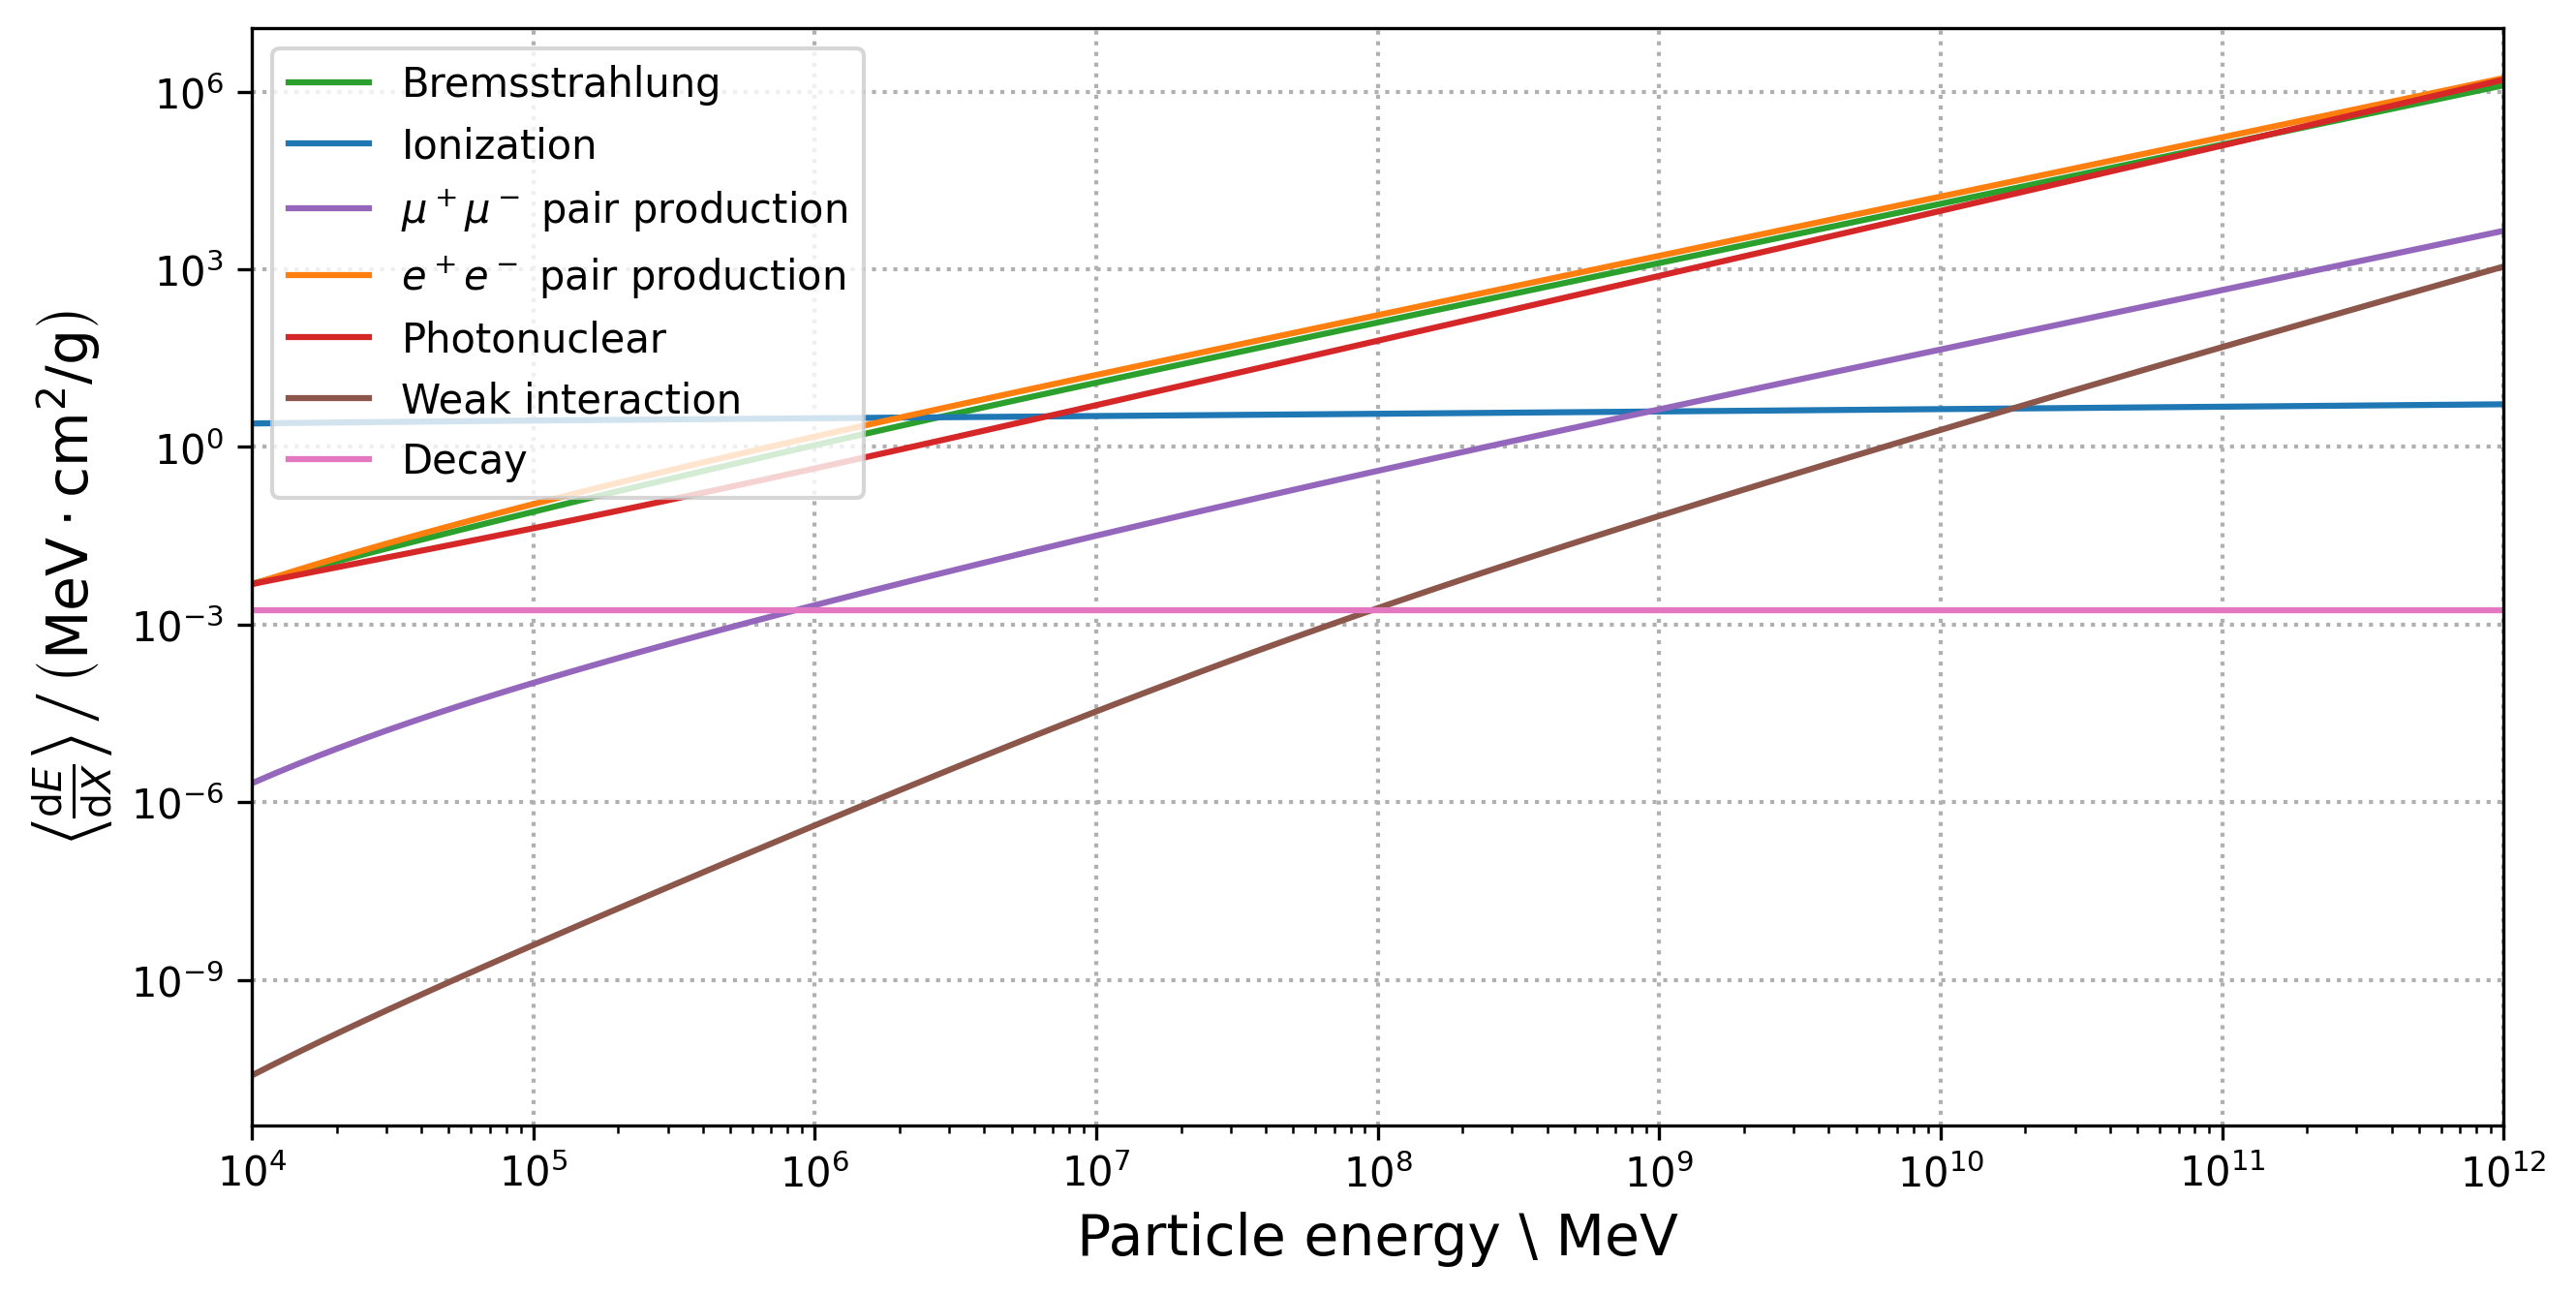 Bremsstrahlung
Ionization
μ⁺μ⁻ pair production
e⁺e⁻ pair production
Photonuclear
Weak interaction
Decay
10⁶
10³
10⁰
10⁻³
10⁻⁶
10⁻⁹
⟨dE/dX⟩ / (MeV · cm²/g)
10⁴ 10⁵ 10⁶ 10⁷ 10⁸ 10⁹ 10¹⁰ 10¹¹ 10¹²
Particle energy \ MeV